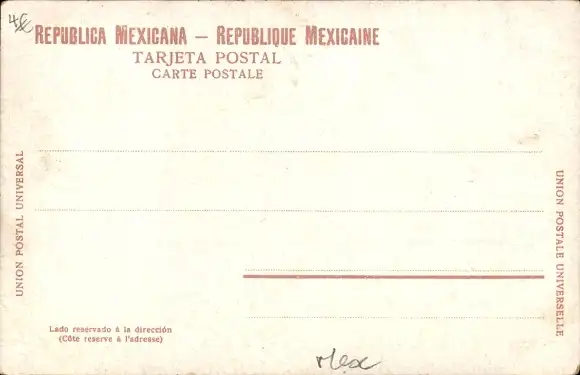 REPUBLICA MEXICANA — REPUBLIQUE MEXICAINE
TARJETA POSTAL
CARTE POSTALE
UNION POSTAL UNIVERSAL
UNION POSTALE UNIVERSELLE
Lado reservado á la dirección
(Côte reserve á l'adresse)
Mex